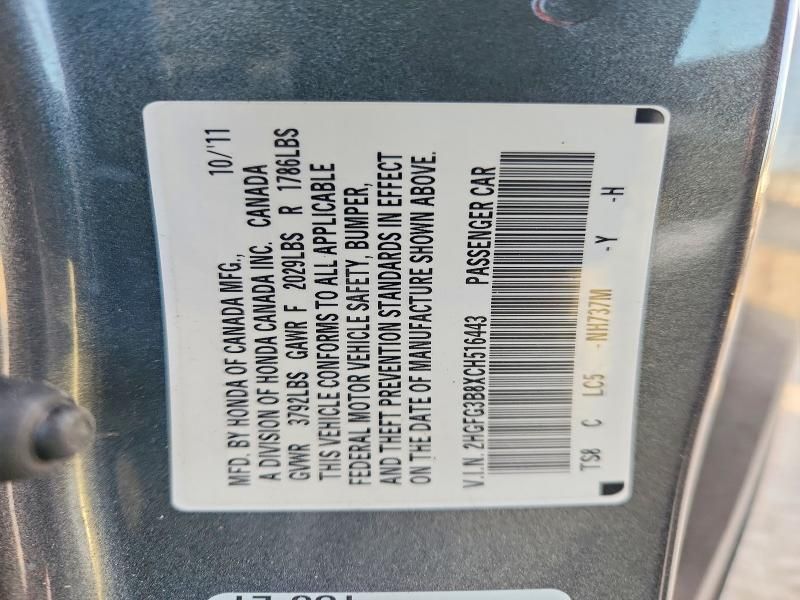 MFD. BY HONDA OF CANADA MFG., 10/'11
A DIVISION OF HONDA CANADA INC. CANADA
GVWR 3792LBS GAWR F 2029LBS R 1786LBS
THIS VEHICLE CONFORMS TO ALL APPLICABLE
FEDERAL MOTOR VEHICLE SAFETY, BUMPER,
AND THEFT PREVENTION STANDARDS IN EFFECT
ON THE DATE OF MANUFACTURE SHOWN ABOVE.
V.I.N. 2HGFG3B8XCH516443 PASSENGER CAR
TS8 C LC5 -NH737M -Y -H